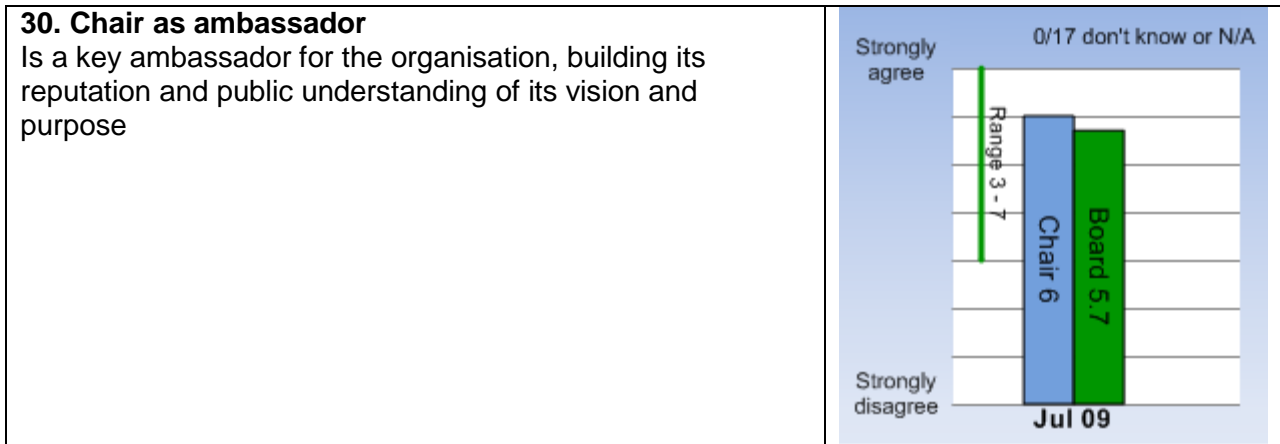 30. Chair as ambassador
Is a key ambassador for the organisation, building its
reputation and public understanding of its vision and
purpose
0/17 don't know or N/A
Strongly
agree
Range 3 - 7
Chair 6
Board 5.7
Strongly
disagree
Jul 09